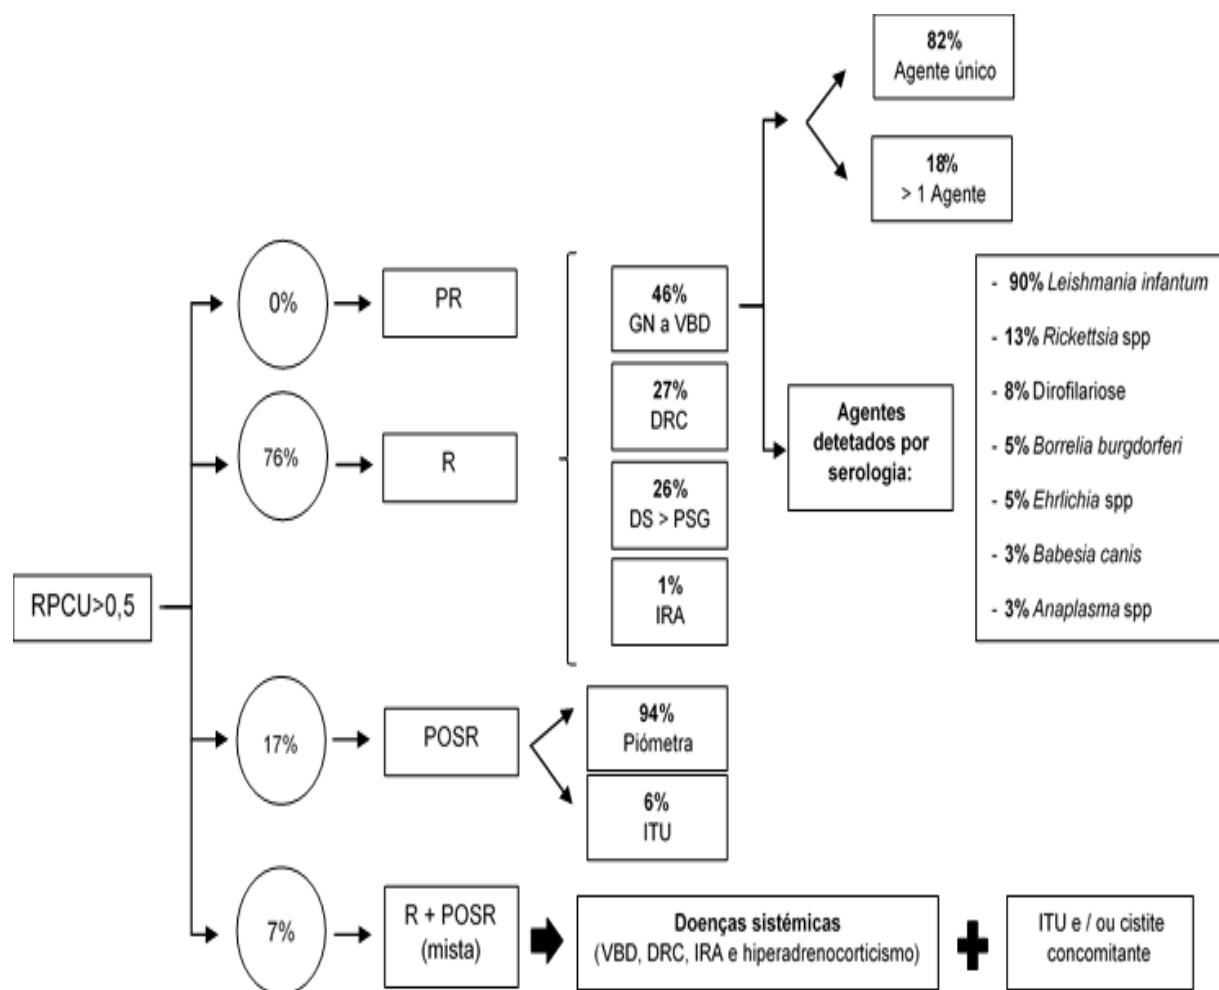 RPCU>0,5
0%
PR
76%
R
46%
GN a VBD
27%
DRC
26%
DS > PSG
1%
IRA
82%
Agente único
18%
> 1 Agente
Agentes
detetados por
serologia:
- 90% Leishmania infantum
- 13% Rickettsia spp
- 8% Dirofilariose
- 5% Borrelia burgdorferi
- 5% Ehrlichia spp
- 3% Babesia canis
- 3% Anaplasma spp
17%
POSR
94%
Piómetra
6%
ITU
7%
R + POSR
(mista)
Doenças sistémicas
(VBD, DRC, IRA e hiperadrenocorticismo)
ITU e / ou cistite
concomitante